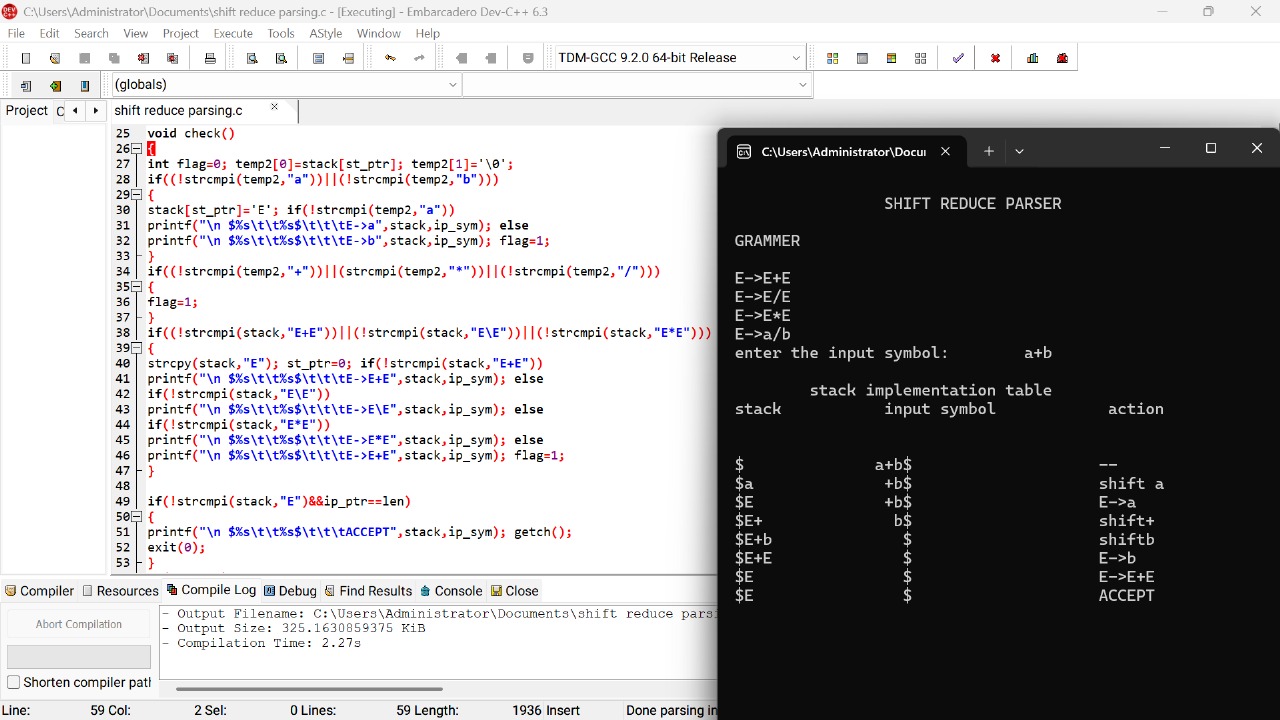 C:\Users\Administrator\Documents\shift reduce parsing.c - [Executing] - Embarcadero Dev-C++ 6.3
File Edit Search View Project Execute Tools AStyle Window Help
TDM-GCC 9.2.0 64-bit Release
(globals)
Project C shift reduce parsing.c
25 void check()
26 {
27 int flag=0; temp2[0]=stack[st_ptr]; temp2[1]='\0';
28 if((!strcmpi(temp2,"a"))||(!strcmpi(temp2,"b")))
29 {
30 stack[st_ptr]='E'; if(!strcmpi(temp2,"a"))
31 printf("\n $%s\t\t%s$\t\t\tE->a",stack,ip_sym); else
32 printf("\n $%s\t\t%s$\t\t\tE->b",stack,ip_sym); flag=1;
33 }
34 if((!strcmpi(temp2,"+"))||(strcmpi(temp2,"*"))||(!strcmpi(temp2,"/")))
35 {
36 flag=1;
37 }
38 if((!strcmpi(stack,"E+E"))||(!strcmpi(stack,"E\E"))||(!strcmpi(stack,"E*E")))
39 {
40 strcpy(stack,"E"); st_ptr=0; if(!strcmpi(stack,"E+E"))
41 printf("\n $%s\t\t%s$\t\t\tE->E+E",stack,ip_sym); else
42 if(!strcmpi(stack,"E\E"))
43 printf("\n $%s\t\t%s$\t\t\tE->E\E",stack,ip_sym); else
44 if(!strcmpi(stack,"E*E"))
45 printf("\n $%s\t\t%s$\t\t\tE->E*E",stack,ip_sym); else
46 printf("\n $%s\t\t%s$\t\t\tE->E+E",stack,ip_sym); flag=1;
47 }
48
49 if(!strcmpi(stack,"E")&&ip_ptr==len)
50 {
51 printf("\n $%s\t\t%s$\t\t\tACCEPT",stack,ip_sym); getch();
52 exit(0);
53 }
Compiler Resources Compile Log Debug Find Results Console Close
Abort Compilation
Shorten compiler path
- Output Filename: C:\Users\Administrator\Documents\shift reduce parsi
- Output Size: 325.1630859375 KiB
- Compilation Time: 2.27s
Line: 59 Col: 2 Sel: 0 Lines: 59 Length: 1936 Insert Done parsing in
C:\Users\Administrator\Docu
SHIFT REDUCE PARSER
GRAMMER
E->E+E
E->E/E
E->E*E
E->a/b
enter the input symbol: a+b
stack implementation table
stack input symbol action
$ a+b$ --
$a +b$ shift a
$E +b$ E->a
$E+ b$ shift+
$E+b $ shiftb
$E+E $ E->b
$E $ E->E+E
$E $ ACCEPT